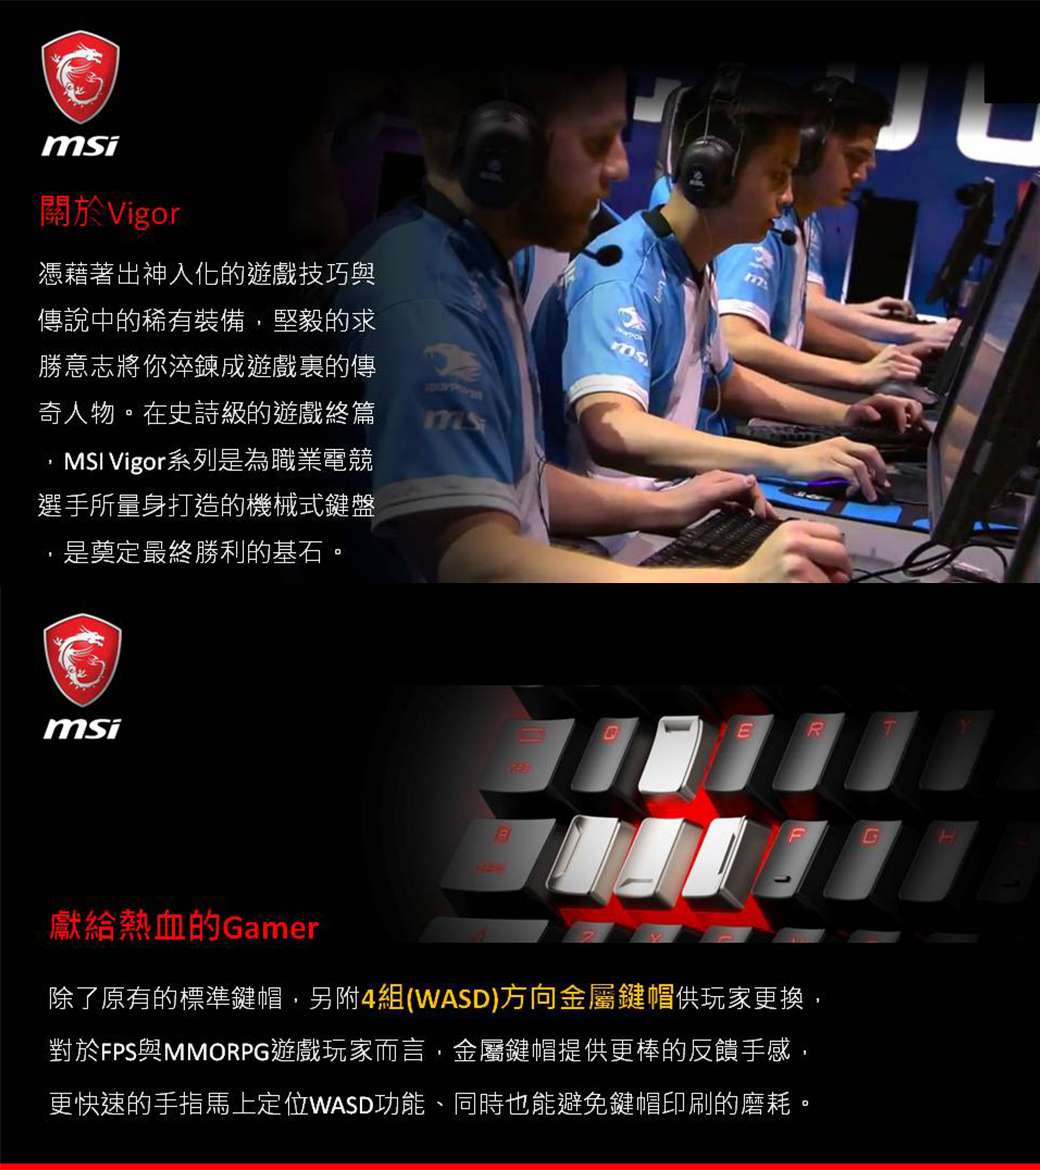 msi
關於Vigor
憑藉著出神入化的遊戲技巧與
傳說中的稀有裝備，堅毅的求
勝意志將你淬鍊成遊戲裏的傳
奇人物。在史詩級的遊戲終篇
，MSI Vigor系列是為職業電競
選手所量身打造的機械式鍵盤
，是奠定最終勝利的基石。
msi
msi
msi
msi
Q
E
R
T
Y
F
G
H
J
Z
獻給熱血的Gamer
除了原有的標準鍵帽，另附4組(WASD)方向金屬鍵帽供玩家更換，
對於FPS與MMORPG遊戲玩家而言，金屬鍵帽提供更棒的反饋手感，
更快速的手指馬上定位WASD功能、同時也能避免鍵帽印刷的磨耗。